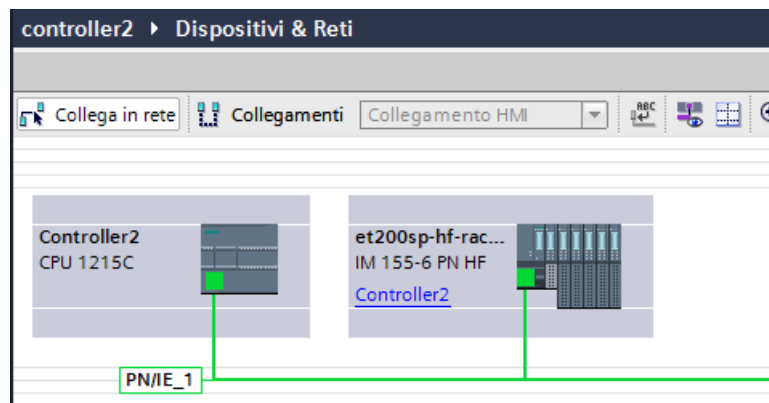 controller2 ▸ Dispositivi & Reti
Collega in rete Collegamenti Collegamento HMI ABC
Controller2
CPU 1215C
et200sp-hf-rac...
IM 155-6 PN HF
Controller2
PN/IE_1